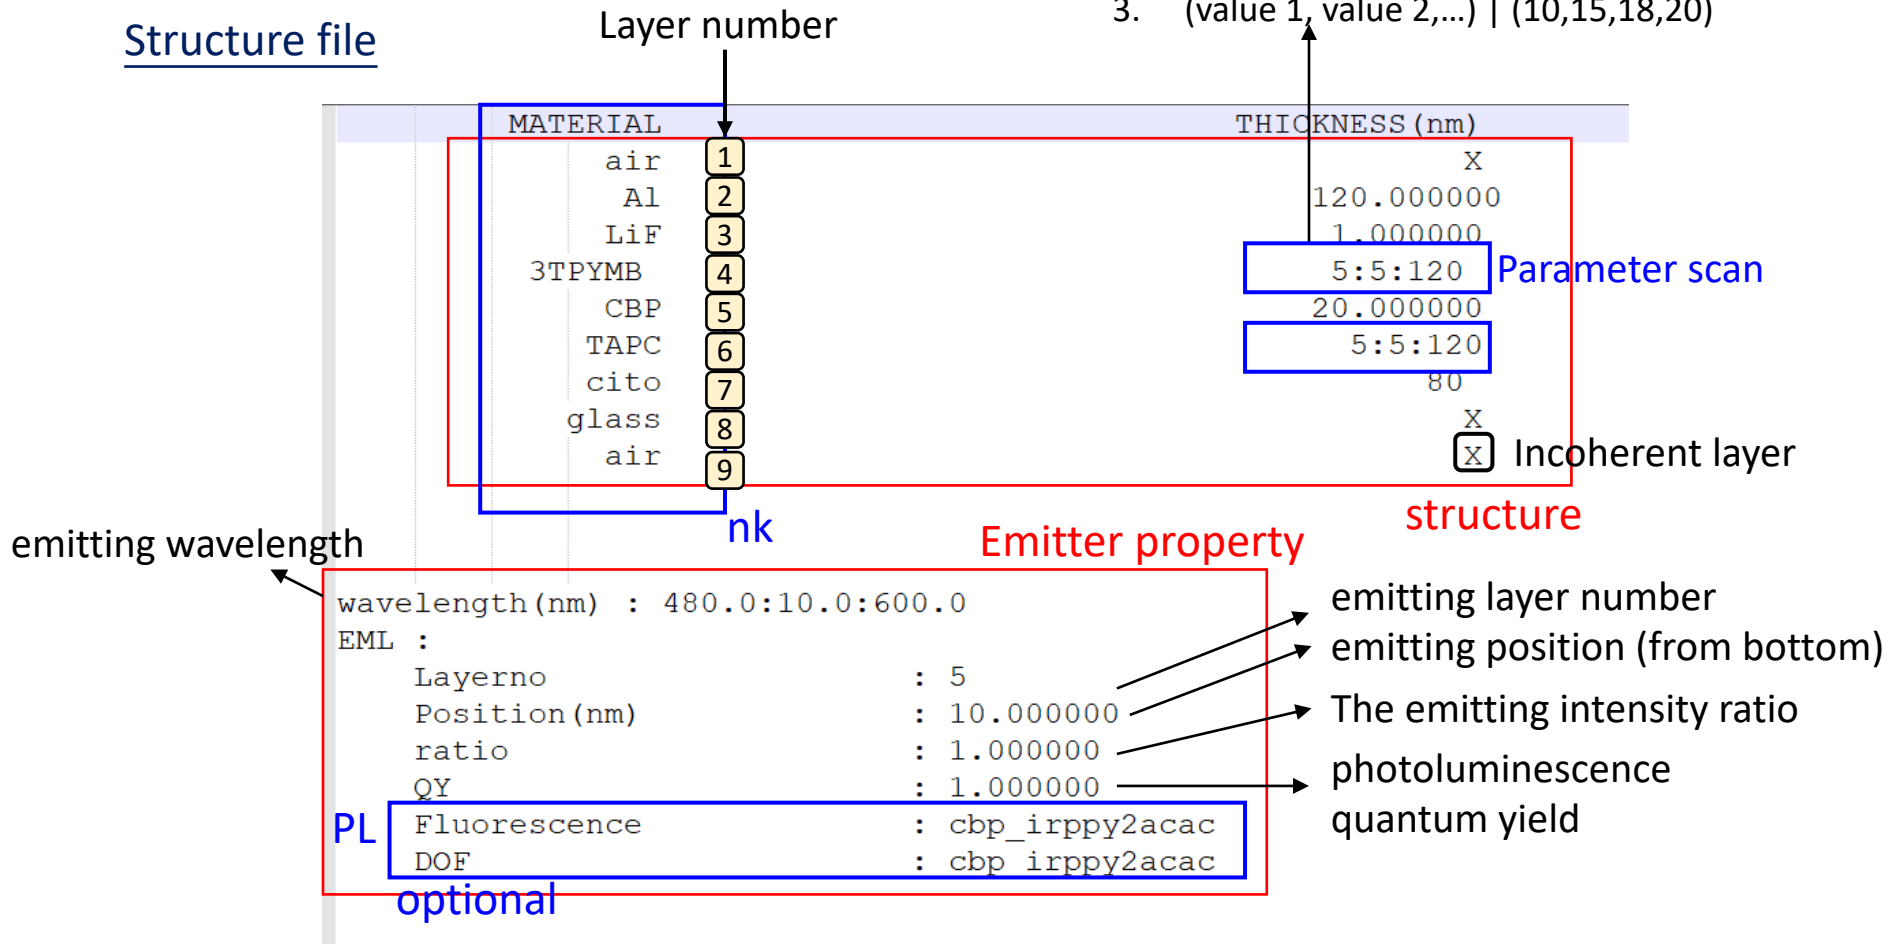 3. (value 1, value 2,...) | (10,15,18,20)
Structure file
Layer number
MATERIAL THICKNESS(nm)
air 1 X
Al 2 120.000000
LiF 3 1.000000
3TPYMB 4 5:5:120 Parameter scan
CBP 5 20.000000
TAPC 6 5:5:120
cito 7 80
glass 8 X
air 9 X Incoherent layer
nk
structure
Emitter property
emitting wavelength
wavelength(nm) : 480.0:10.0:600.0
EML :
Layerno : 5
Position(nm) : 10.000000
ratio : 1.000000
QY : 1.000000
PL
Fluorescence : cbp_irppy2acac
DOF : cbp irppy2acac
optional
emitting layer number
emitting position (from bottom)
The emitting intensity ratio
photoluminescence
quantum yield